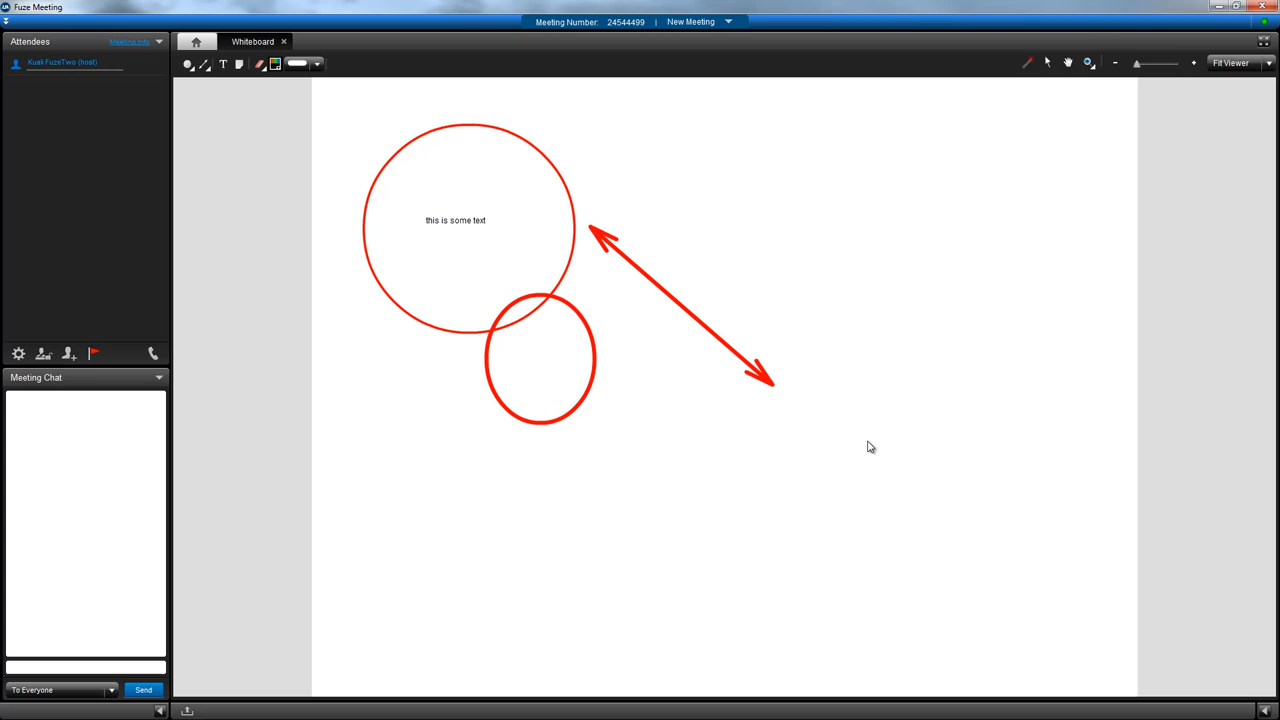 Fuze Meeting
Meeting Number: 24544499 | New Meeting
Attendees
Meeting Info
Whiteboard
Kuali FuzeTwo (host)
T
Fit Viewer
this is some text
Meeting Chat
To Everyone
Send